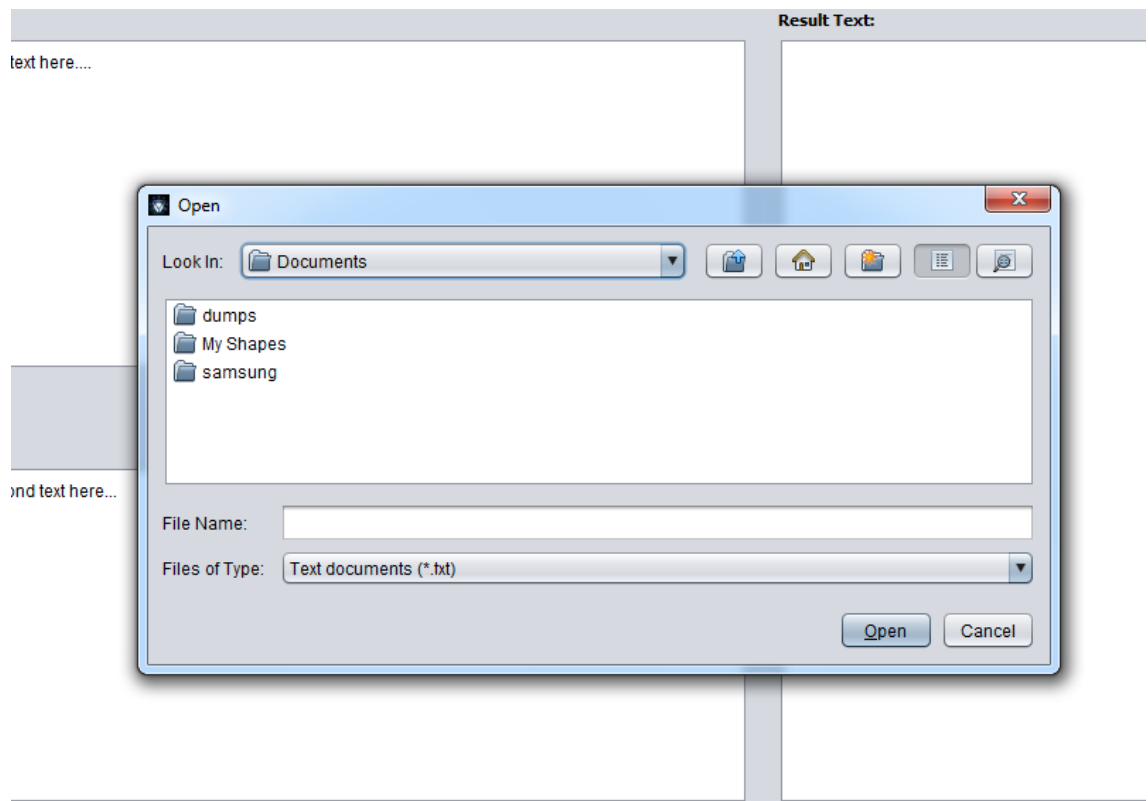 Result Text:
text here....
Open
Look In: Documents
dumps
My Shapes
samsung
ond text here...
File Name:
Files of Type: Text documents (*.txt)
Open Cancel